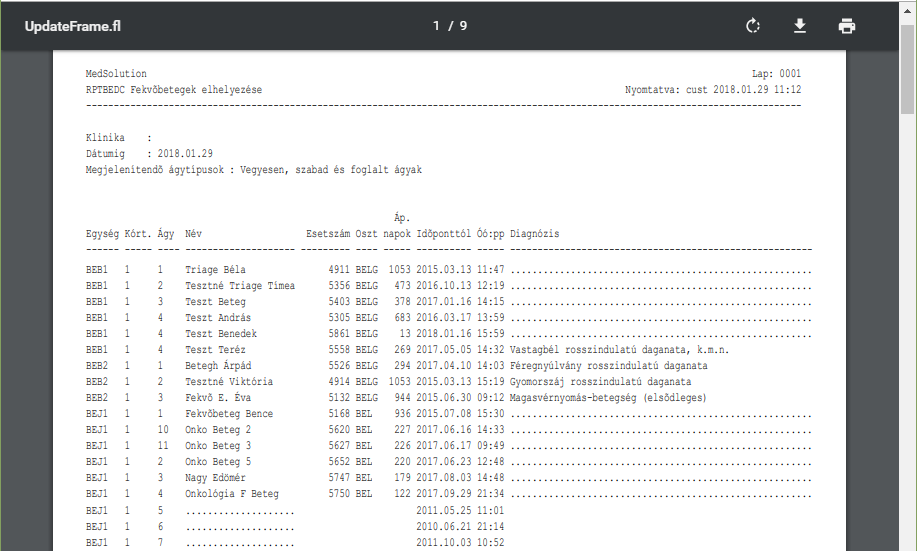 UpdateFrame.fl 1 / 9
MedSolution Lap: 0001
RPTBEDC Fekvõbetegek elhelyezése Nyomtatva: cust 2018.01.29 11:12
Klinika :
Dátumig : 2018.01.29
Megjelenítendõ ágytípusok : Vegyesen, szabad és foglalt ágyak
Áp.
Egység Kórt. Ágy Név Esetszám Oszt napok Idõponttól Óó:pp Diagnózis
BEB1 1 1 Triage Béla 4911 BELG 1053 2015.03.13 11:47 .......................................................
BEB1 1 2 Tesztné Triage Tímea 5356 BELG 473 2016.10.13 12:19 .......................................................
BEB1 1 3 Teszt Beteg 5403 BELG 378 2017.01.16 14:15 .......................................................
BEB1 1 4 Teszt András 5305 BELG 683 2016.03.17 13:59 .......................................................
BEB1 1 4 Teszt Benedek 5861 BELG 13 2018.01.16 15:59 .......................................................
BEB1 1 4 Teszt Teréz 5558 BELG 269 2017.05.05 14:32 Vastagbél rosszindulatú daganata, k.m.n.
BEB2 1 1 Betegh Árpád 5526 BELG 294 2017.04.10 14:03 Féregnyúlvány rosszindulatú daganata
BEB2 1 2 Tesztné Viktória 4914 BELG 1053 2015.03.13 15:19 Gyomorszáj rosszindulatú daganata
BEB2 1 3 Fekvõ E. Éva 5132 BELG 944 2015.06.30 09:12 Magasvérnyomás-betegség (elsõdleges)
BEJ1 1 1 Fekvõbeteg Bence 5168 BEL 936 2015.07.08 15:30 .......................................................
BEJ1 1 10 Onko Beteg 2 5620 BEL 227 2017.06.16 14:33 .......................................................
BEJ1 1 11 Onko Beteg 3 5627 BEL 226 2017.06.17 09:49 .......................................................
BEJ1 1 2 Onko Beteg 5 5652 BEL 220 2017.06.23 12:48 .......................................................
BEJ1 1 3 Nagy Edömér 5747 BEL 179 2017.08.03 14:48 .......................................................
BEJ1 1 4 Onkológia F Beteg 5750 BEL 122 2017.09.29 21:34 .......................................................
BEJ1 1 5 .................... 2011.05.25 11:01
BEJ1 1 6 .................... 2010.06.21 21:14
BEJ1 1 7 .................... 2011.10.03 10:52